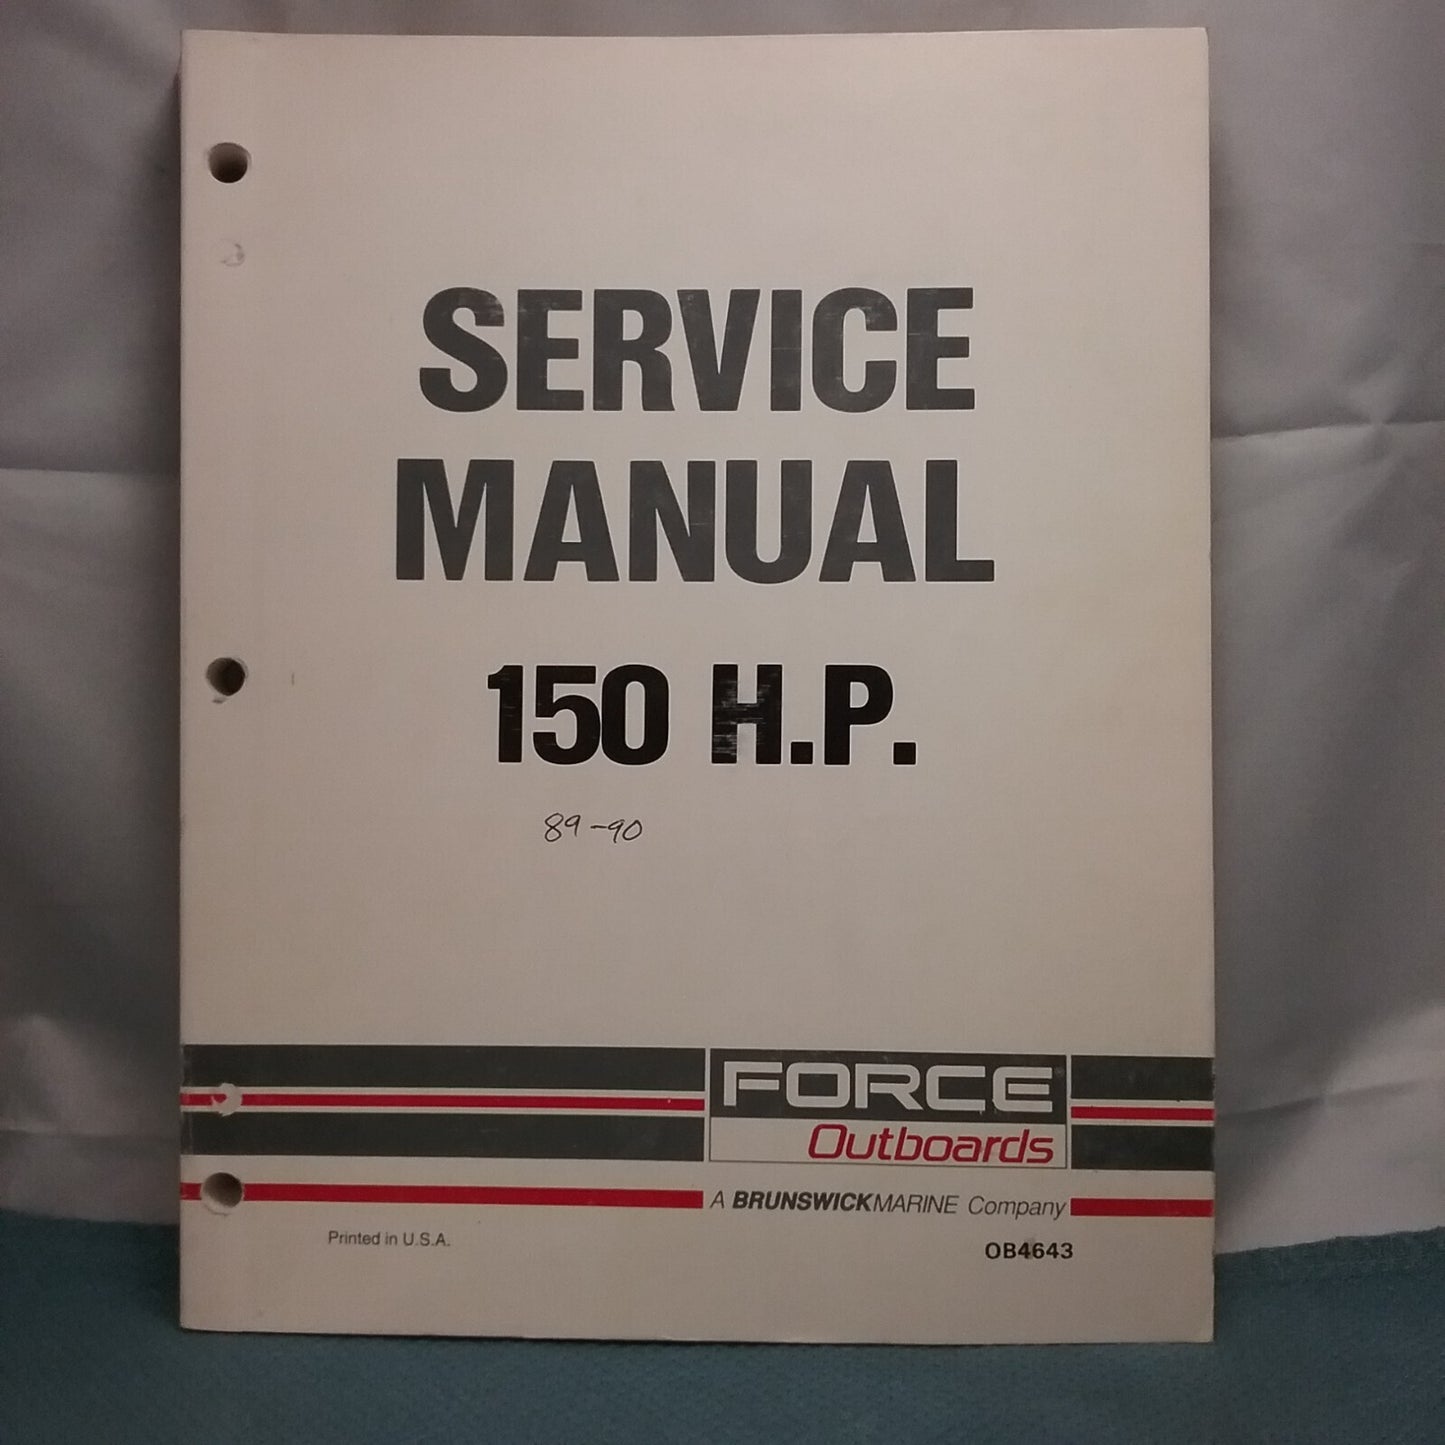 SERVICE
MANUAL
150 H.P.
89-90
FORCE
Outboards
A BRUNSWICKMARINE Company
Printed in U.S.A.
OB4643